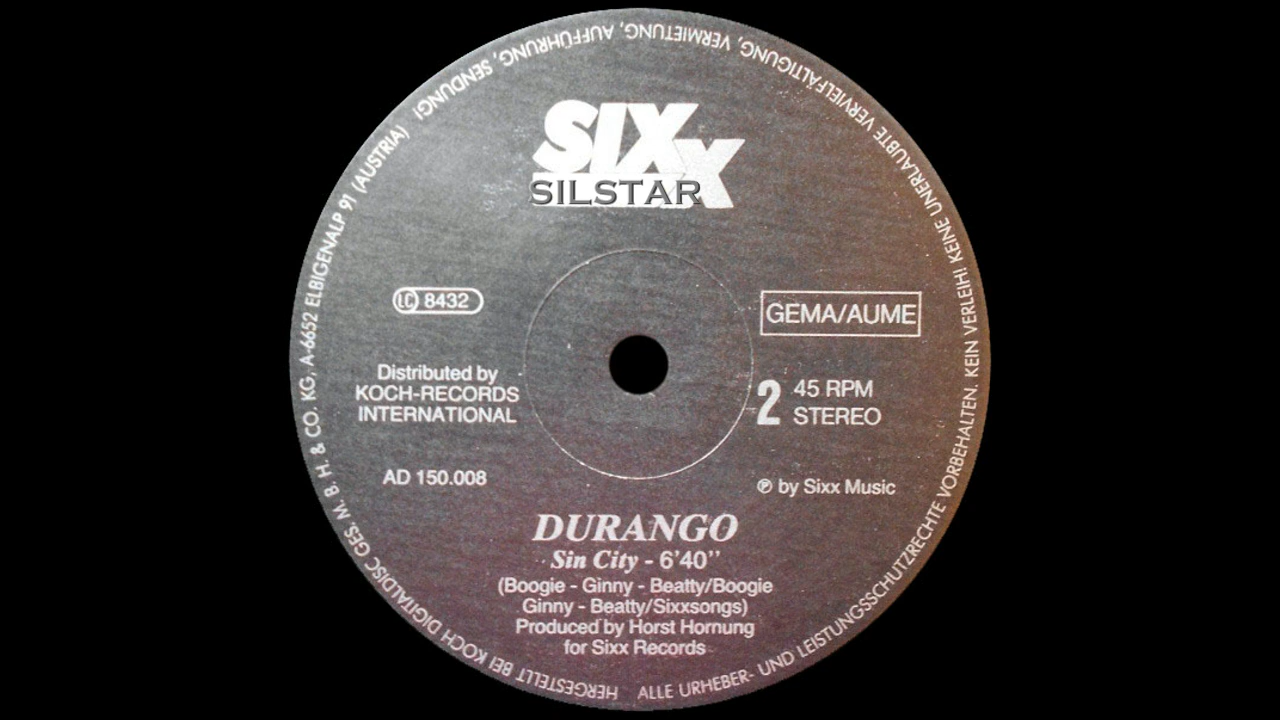 SIXX
SILSTAR
LC 8432
GEMA/AUME
Distributed by
KOCH-RECORDS
INTERNATIONAL
2
45 RPM
STEREO
AD 150.008
℗ by Sixx Music
DURANGO
Sin City - 6'40''
(Boogie - Ginny - Beatty/Boogie
Ginny - Beatty/Sixxsongs)
Produced by Horst Hornung
for Sixx Records
HERGESTELLT BEI KOCH DIGITALDISC GES. M. B. H. & CO. KG, A-6652 ELBIGENALP 91 (AUSTRIA)
ALLE URHEBER- UND LEISTUNGSSCHUTZRECHTE VORBEHALTEN. KEIN VERLEIH! KEINE UNERLAUBTE VERVIELFÄLTIGUNG, VERMIETUNG, AUFFÜHRUNG, SENDUNG!